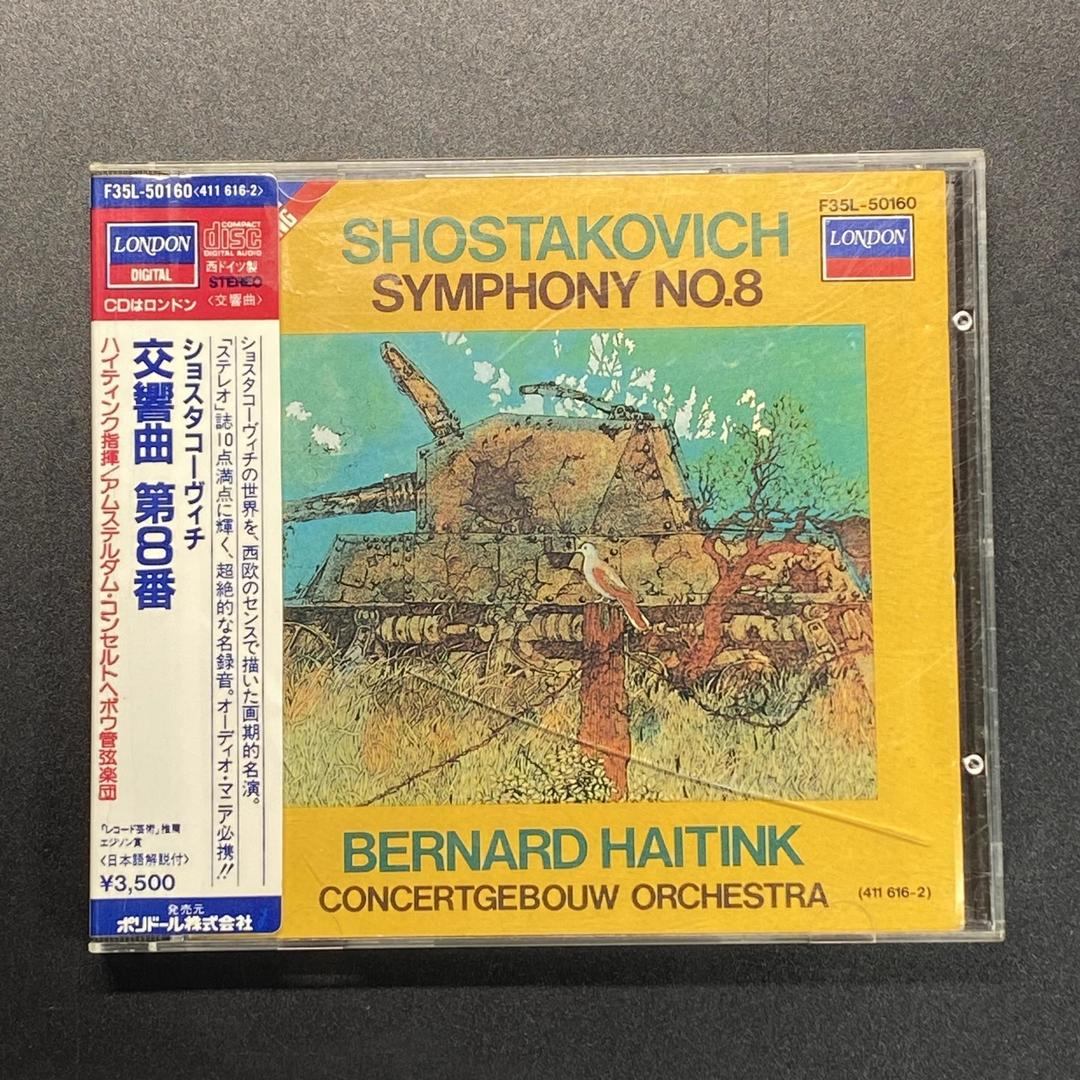 F35L-50160<411 616-2>
LONDON
DIGITAL
COMPACT
disc
DIGITAL AUDIO
西ドイツ製
STEREO
CDはロンドン
〈交響曲〉
ショスタコーヴィチの世界を、西欧のセンスで描いた画期的名演。
「ステレオ」誌10点満点に輝く、超絶的な名録音。オーディオ・マニア必携!!
ショスタコーヴィチ
交響曲 第8番
ハイティンク指揮/アムステルダム・コンセルトヘボウ管弦楽団
「レコード芸術」推薦
エジソン賞
〈日本語解説付〉
¥3,500
発売元
ポリドール株式会社
NG
SHOSTAKOVICH
SYMPHONY NO.8
F35L-50160
LONDON
BERNARD HAITINK
CONCERTGEBOUW ORCHESTRA
(411 616-2)